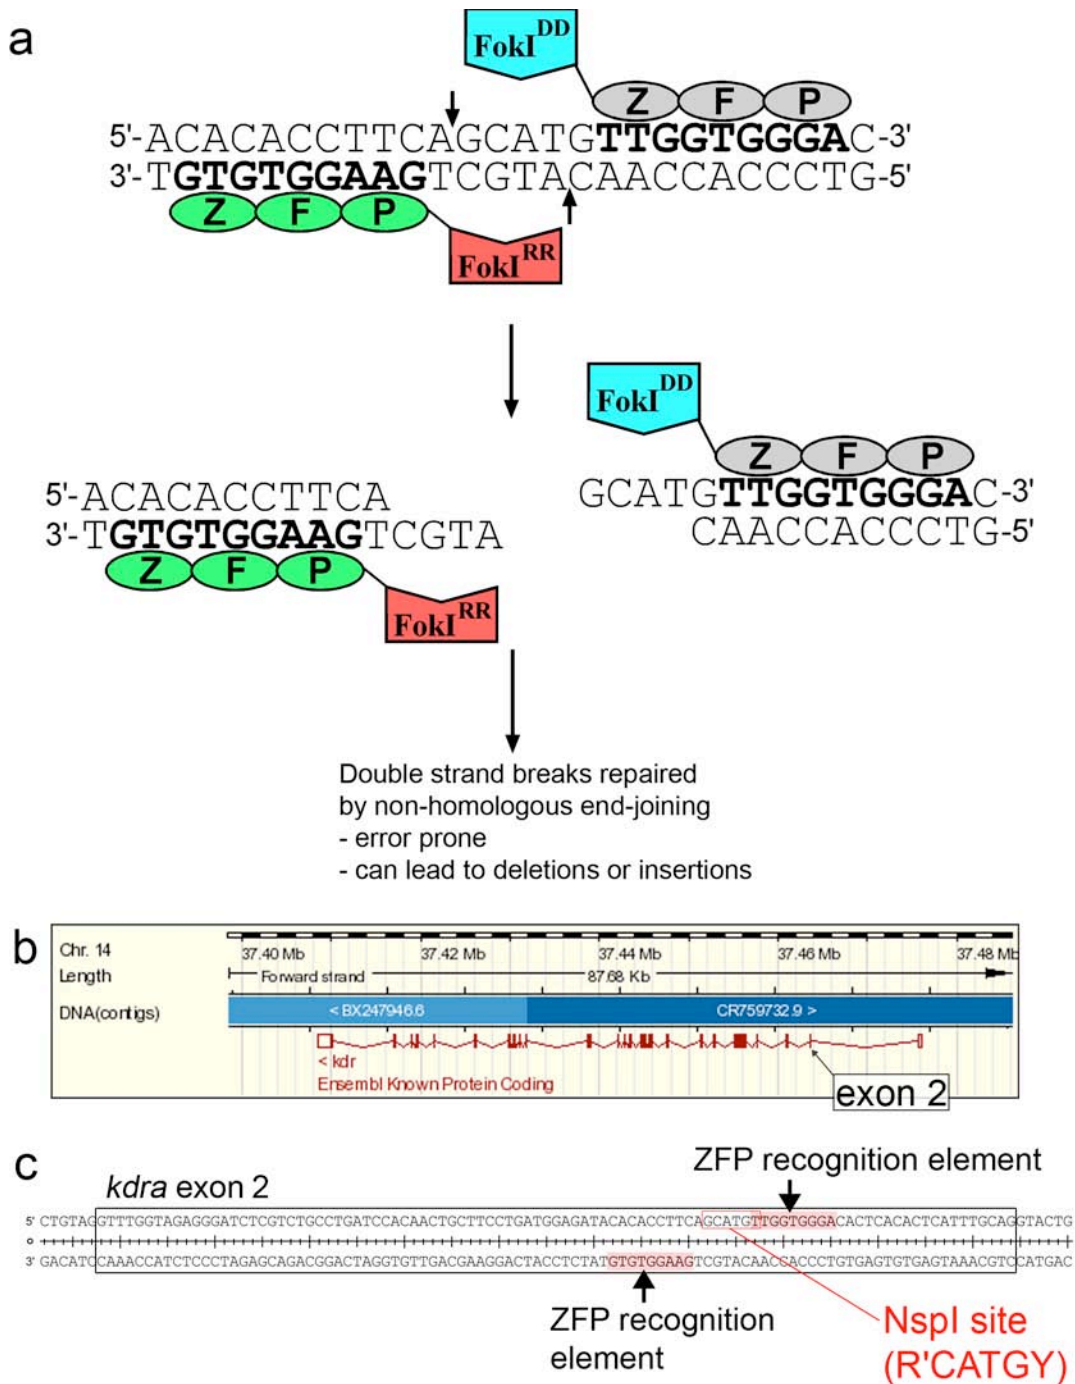 a
FokI DD
Z F P
5'-ACACACCTTCAGCATGTTGGTGGGAC-3'
3'-TGTGTGGAAGTCGTACAACCACCCTG-5'
Z F P
FokI RR
FokI DD
Z F P
5'-ACACACCTTCA
GCATGTTGGTGGGAC-3'
3'-TGTGTGGAAGTCGTA
CAACCACCCTG-5'
Z F P
FokI RR
Double strand breaks repaired
by non-homologous end-joining
- error prone
- can lead to deletions or insertions
b
Chr. 14
37.40 Mb 37.42 Mb 37.44 Mb 37.46 Mb 37.48 Mb
Length Forward strand 87.68 Kb
DNA(contigs) < BX247946.6 CR759732.9 >
< kdr
Ensembl Known Protein Coding
exon 2
c
ZFP recognition element
kdra exon 2
5' CTGTAGGTTTGGTAGAGGGATCTCGTCTGCCTGATCCACAACTGCTTCCTGATGGAGATACACACCTTCAGCATGTTGGTGGGACACTCACACTCATTTGCAGGTACTG
3' GACATCCAAACCATCTCCCTAGAGCAGACGGACTAGGTGTTGACGAAGGACTACCTCTATGTGTGGAAGTCGTACAACCACCCTGTGAGTGTGAGTAAACGTCCATGAC
ZFP recognition
element
NspI site
(R'CATGY)